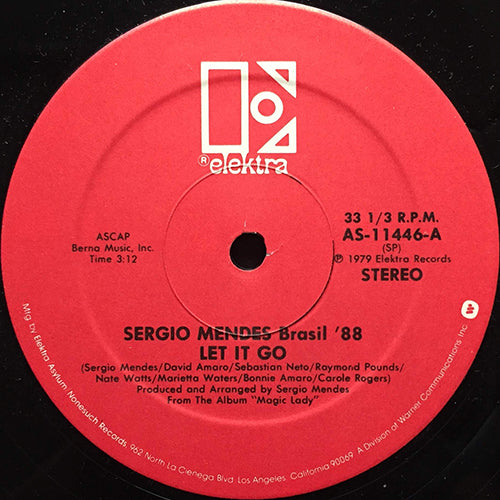 ® elektra
ASCAP
Berna Music, Inc.
Time 3:12
33 1/3 R.P.M.
AS-11446-A
(SP)
Ⓟ 1979 Elektra Records
STEREO
SERGIO MENDES Brasil '88
LET IT GO
(Sergio Mendes/David Amaro/Sebastian Neto/Raymond Pounds/
Nate Watts/Marietta Waters/Bonnie Amaro/Carole Rogers)
Produced and Arranged by Sergio Mendes
From The Album "Magic Lady"
Mfg. by Elektra Asylum Nonesuch Records, 962 North La Cienega Blvd. Los Angeles, California 90069. A Division of Warner Communications Inc.